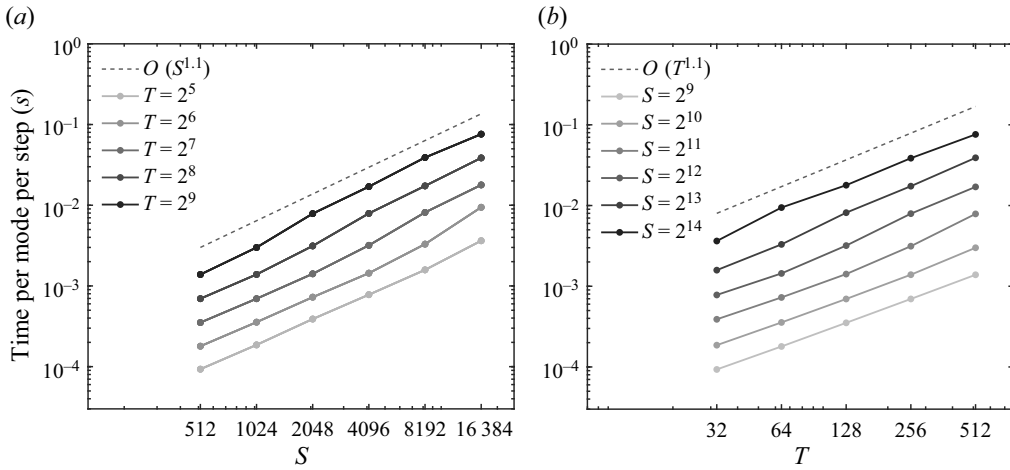 (a)
10^0
10^-1
10^-2
10^-3
10^-4
Time per mode per step (s)
O (S^1.1)
T = 2^5
T = 2^6
T = 2^7
T = 2^8
T = 2^9
512 1024 2048 4096 8192 16 384
S
(b)
10^0
10^-1
10^-2
10^-3
10^-4
O (T^1.1)
S = 2^9
S = 2^10
S = 2^11
S = 2^12
S = 2^13
S = 2^14
32 64 128 256 512
T